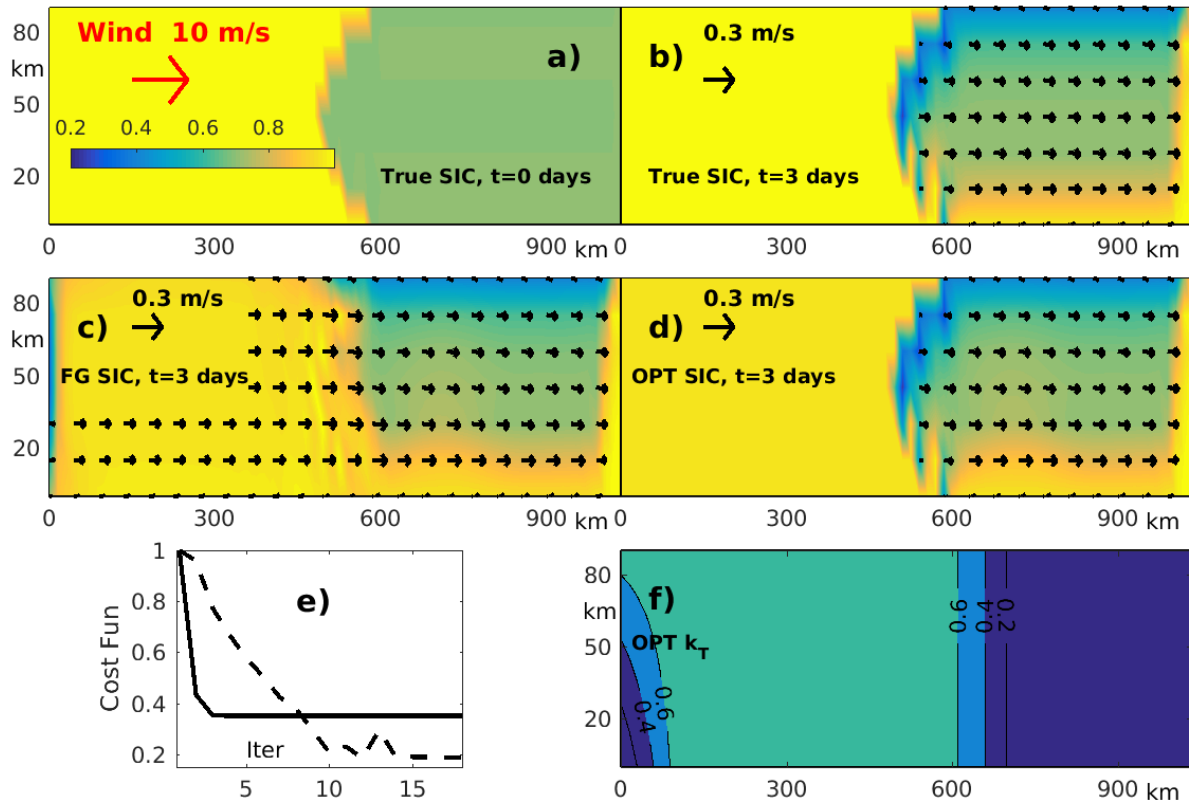 80
km
50
20
Wind 10 m/s
a)
0.2 0.4 0.6 0.8
True SIC, t=0 days
0 300 600 900 km
b)
0.3 m/s
True SIC, t=3 days
0 300 600 900 km
80
km
50
20
c)
0.3 m/s
FG SIC, t=3 days
0 300 600 900 km
d)
0.3 m/s
OPT SIC, t=3 days
0 300 600 900 km
1
0.8
0.6
0.4
0.2
Cost Fun
e)
Iter
5 10 15
80
km
50
20
f)
OPT k_T
0.6
0.4
0.6
0.4
0.2
0 300 600 900 km